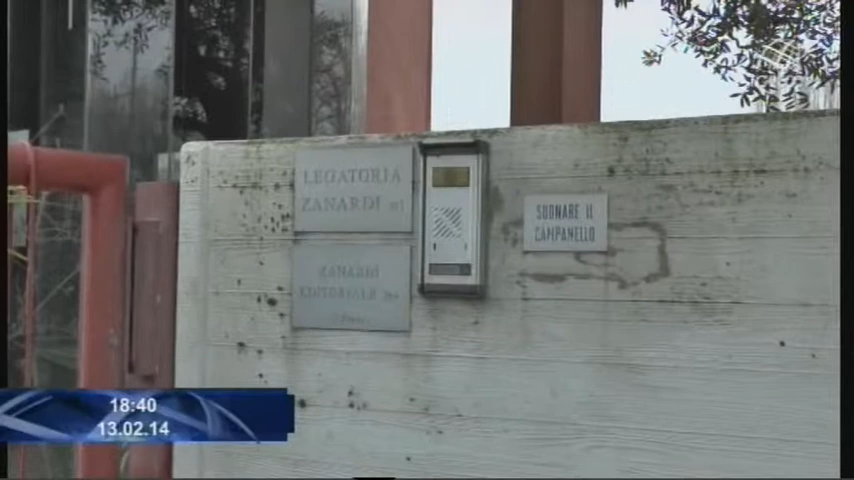 LEGATORIA
ZANARDI srl
ZANARDI
EDITORIALE spa
SUONARE IL
CAMPANELLO
18:40
13.02.14